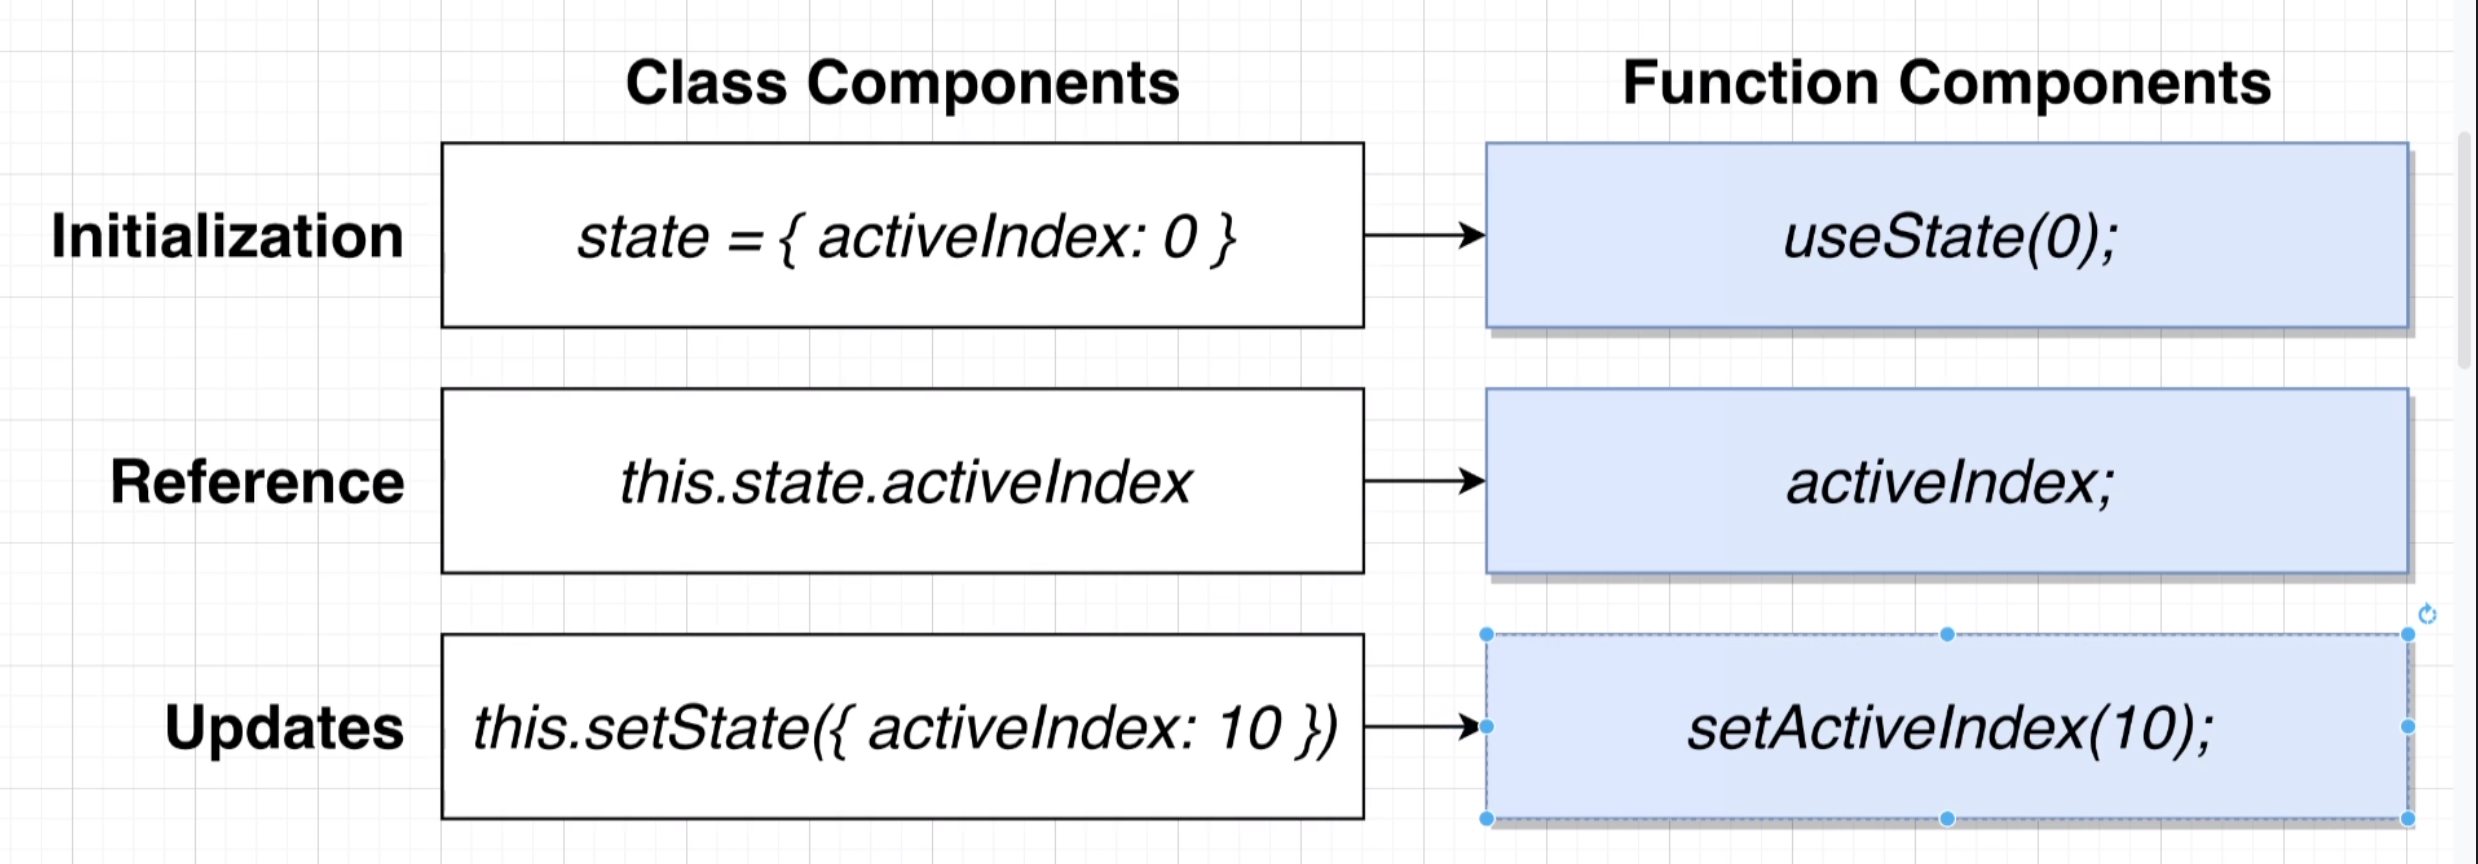 Class Components
Function Components
Initialization
state = { activeIndex: 0 }
useState(0);
Reference
this.state.activeIndex
activeIndex;
Updates
this.setState({ activeIndex: 10 })
setActiveIndex(10);